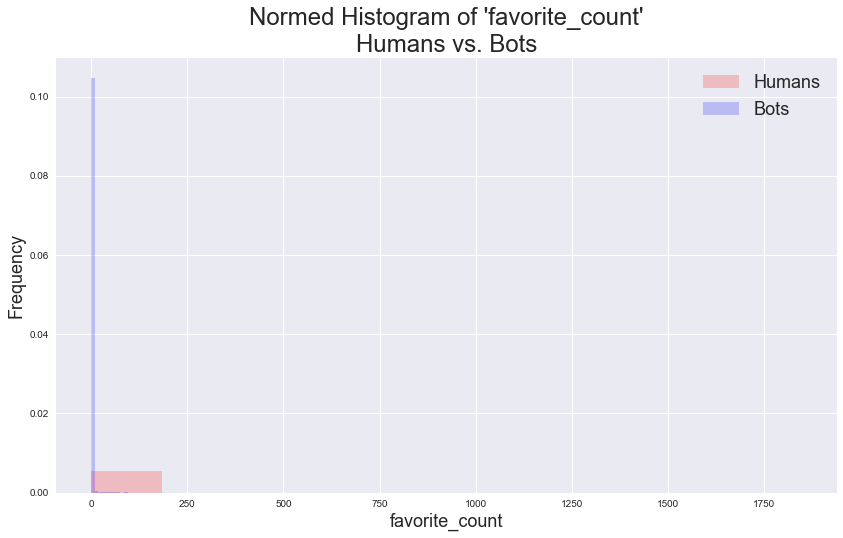 Normed Histogram of 'favorite_count'
Humans vs. Bots
Humans
Bots
0.10
0.08
0.06
0.04
0.02
0.00
Frequency
0
250
500
750
1000
1250
1500
1750
favorite_count